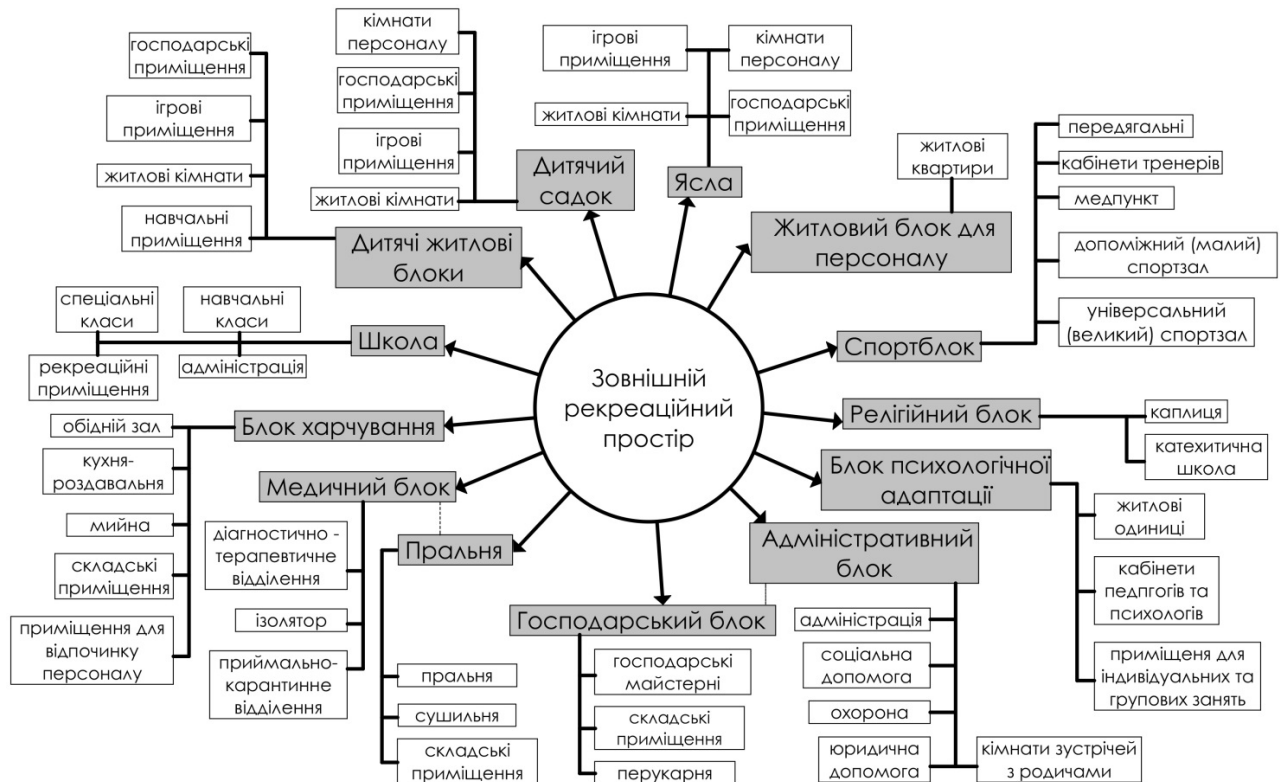 господарські
приміщення
ігрові
приміщення
житлові кімнати
навчальні
приміщення
Дитячі житлові
блоки
кімнати
персоналу
господарські
приміщення
ігрові
приміщення
житлові кімнати
Дитячий
садок
ігрові
приміщення
кімнати
персоналу
житлові кімнати
господарські
приміщення
Ясла
житлові
квартири
Житловий блок для
персоналу
передягальні
кабінети тренерів
медпункт
допоміжний (малий)
спортзал
універсальний
(великий) спортзал
Спортблок
спеціальні
класи
навчальні
класи
рекреаційні
приміщення
адміністрація
Школа
Зовнішній
рекреаційний
простір
Релігійний блок
каплиця
катехитична
школа
Блок харчування
обідній зал
кухня-
роздавальня
мийна
складські
приміщення
приміщення для
відпочинку
персоналу
Медичний блок
діагностично -
терапевтичне
відділення
ізолятор
приймально-
карантинне
відділення
Пральня
пральня
сушильня
складські
приміщення
Господарський блок
господарські
майстерні
складські
приміщення
перукарня
Адміністративний
блок
адміністрація
соціальна
допомога
охорона
юридична
допомога
кімнати зустрічей
з родичами
Блок психологічної
адаптації
житлові
одиниці
кабінети
педпгогів та
психологів
приміщеня для
індивідуальних та
групових занять